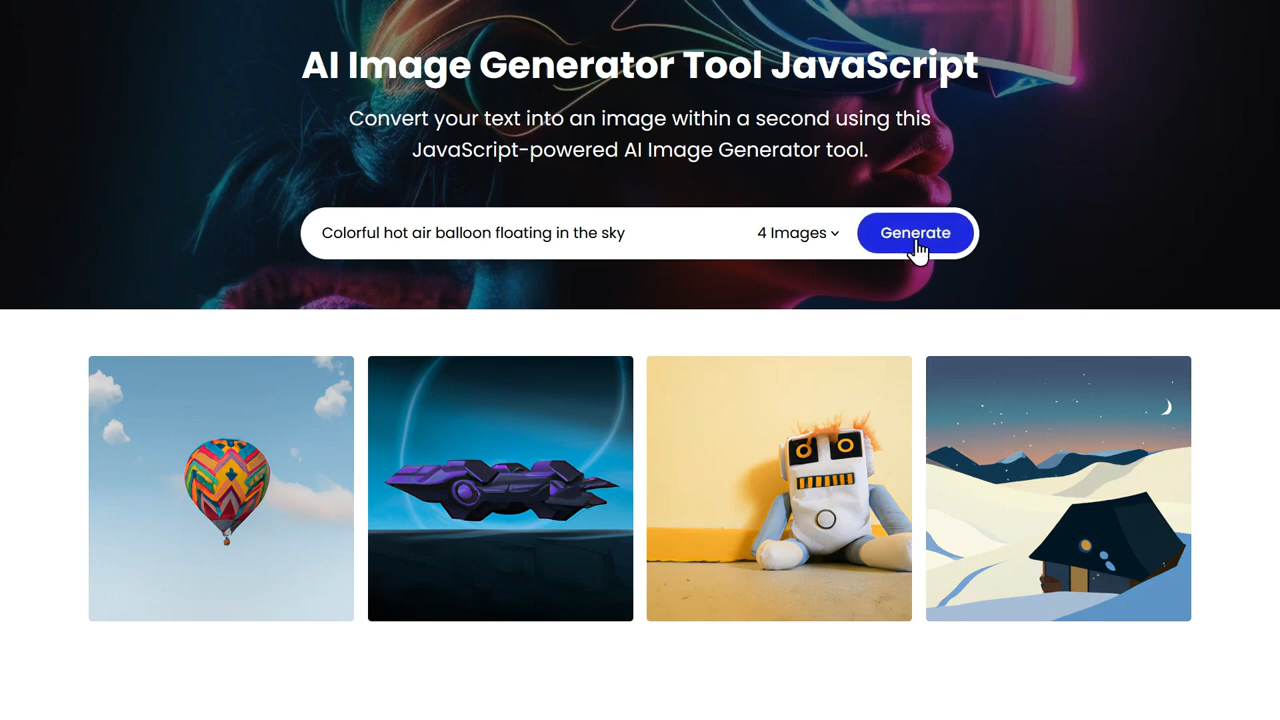 AI Image Generator Tool JavaScript
Convert your text into an image within a second using this
JavaScript-powered AI Image Generator tool.
Colorful hot air balloon floating in the sky
4 Images
Generate